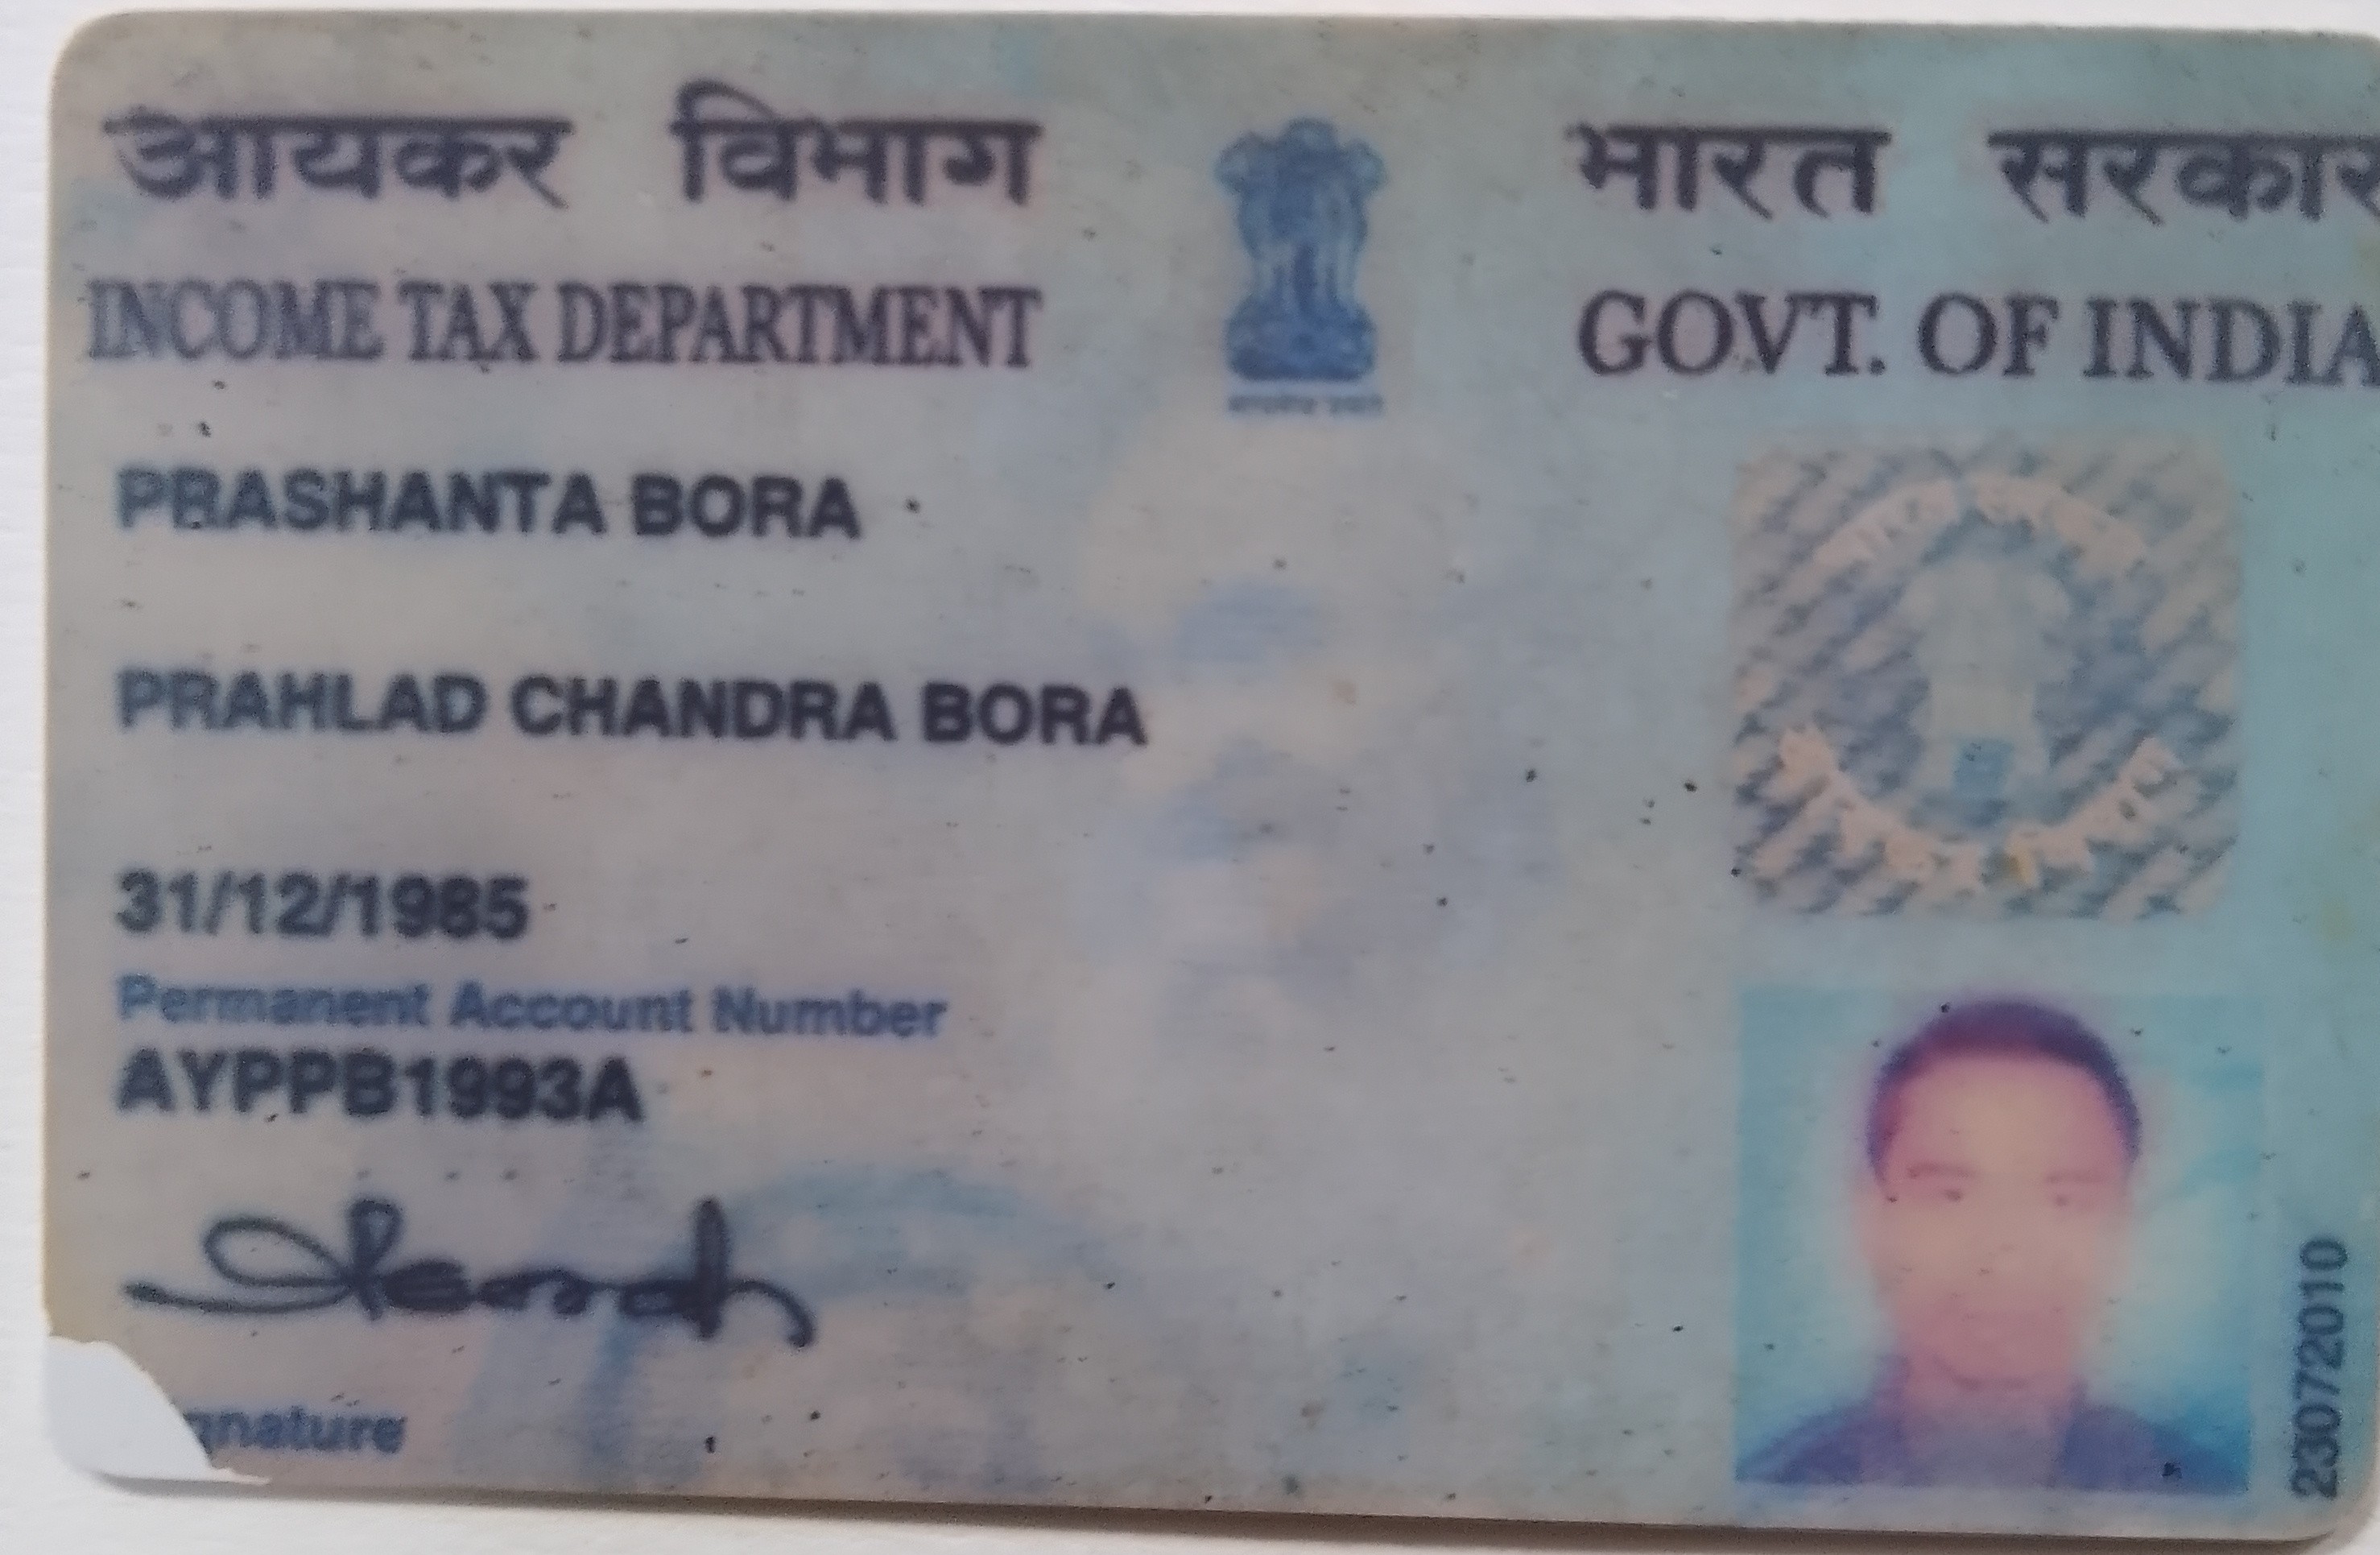 आयकर विभाग
INCOME TAX DEPARTMENT
भारत सरकार
GOVT. OF INDIA
PRASHANTA BORA
PRAHLAD CHANDRA BORA
31/12/1985
Permanent Account Number
AYPPB1993A
gnature
23072010